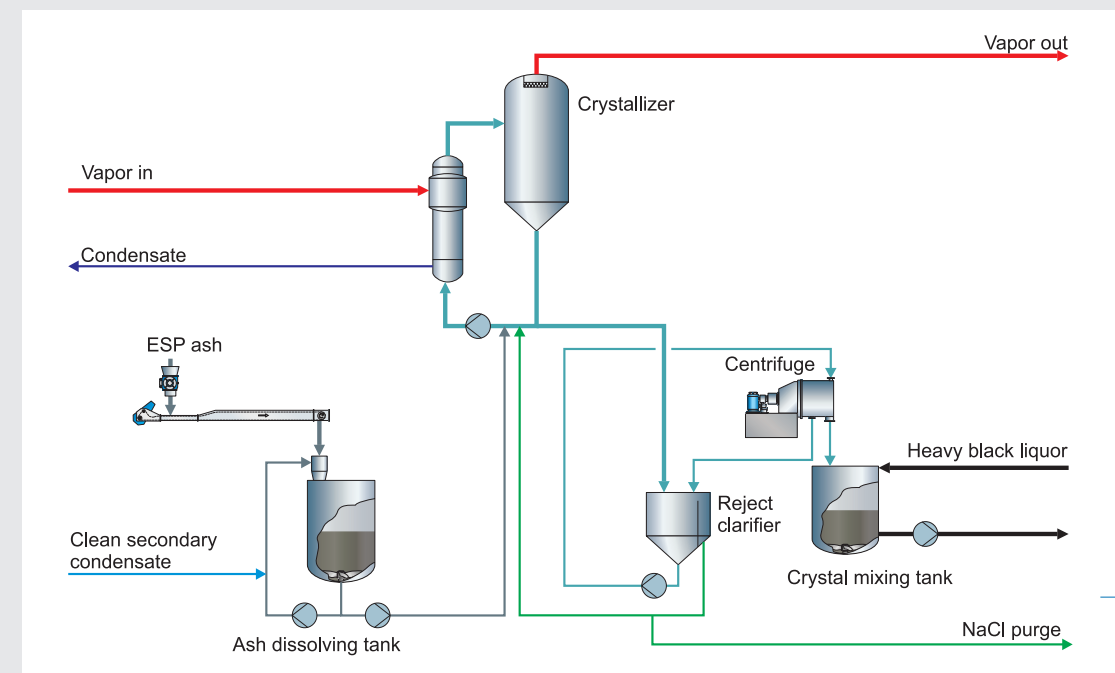 Vapor out
Crystallizer
Vapor in
Condensate
ESP ash
Centrifuge
Heavy black liquor
Reject
clarifier
Clean secondary
condensate
Crystal mixing tank
NaCl purge
Ash dissolving tank